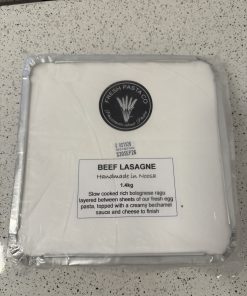 FRESH PASTA CO
BEEF LASAGNE
Handmade in Noosa
1.4kg
Slow cooked rich bolognese ragu
layered between sheets of our fresh egg
pasta, topped with a creamy bechamel
sauce and cheese to finish